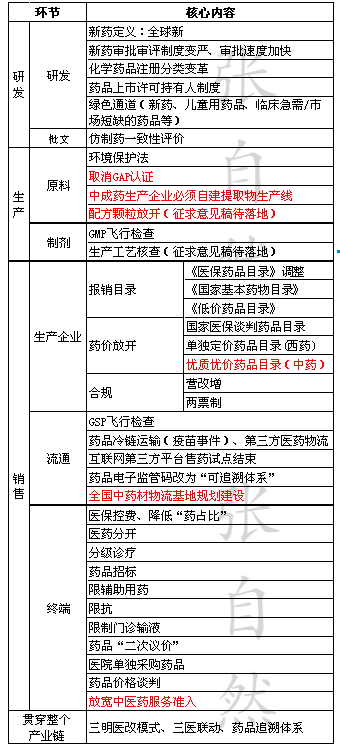 环节 核心内容
研发
研发
新药定义：全球新
新药审批审评制度变严、审批速度加快
化学药品注册分类变革
药品上市许可持有人制度
绿色通道（新药、儿童用药品、临床急需/市
场短缺的药品等）
批文 仿制药一致性评价
生产
原料
环境保护法
取消GAP认证
中成药生产企业必须自建提取物生产线
配方颗粒放开（征求意见稿待落地）
制剂
GMP飞行检查
生产工艺核查（征求意见稿待落地）
销售
生产企业
报销目录
《医保药品目录》调整
《国家基本药物目录》
《低价药品目录》
药价放开
国家医保谈判药品目录
单独定价药品目录（西药）
优质优价药品目录（中药）
合规
营改增
两票制
流通
GSP飞行检查
药品冷链运输（疫苗事件）、第三方医药物流
互联网第三方平台售药试点结束
药品电子监管码改为“可追溯体系”
全国中药材物流基地规划建设
终端
医保控费、降低“药占比”
医药分开
分级诊疗
药品招标
限辅助用药
限抗
限制门诊输液
药品“二次议价”
医院单独采购药品
药品价格谈判
放宽中医药服务准入
贯穿整个
产业链
三明医改模式、三医联动、药品追溯体系
张自然
张自然